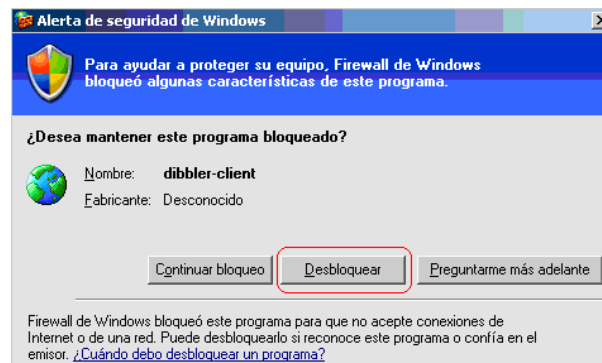 Alerta de seguridad de Windows
Para ayudar a proteger su equipo, Firewall de Windows
bloqueó algunas características de este programa.
¿Desea mantener este programa bloqueado?
Nombre: dibbler-client
Fabricante: Desconocido
Continuar bloqueo Desbloquear Preguntarme más adelante
Firewall de Windows bloqueó este programa para que no acepte conexiones de
Internet o de una red. Puede desbloquearlo si reconoce este programa o confía en el
emisor. ¿Cuándo debo desbloquear un programa?